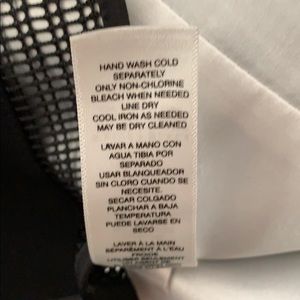 HAND WASH COLD
SEPARATELY
ONLY NON-CHLORINE
BLEACH WHEN NEEDED
LINE DRY
COOL IRON AS NEEDED
MAY BE DRY CLEANED
LAVAR A MANO CON
AGUA TIBIA POR
SEPARADO
USAR BLANQUEADOR
SIN CLORO CUANDO SE
NECESITE.
SECAR COLGADO
PLANCHAR A BAJA
TEMPERATURA
PUEDE LAVARSE EN
SECO
LAVER À LA MAIN
SÉPARÉMENT À L'EAU
FROIDE
UTILISER SEULEMENT